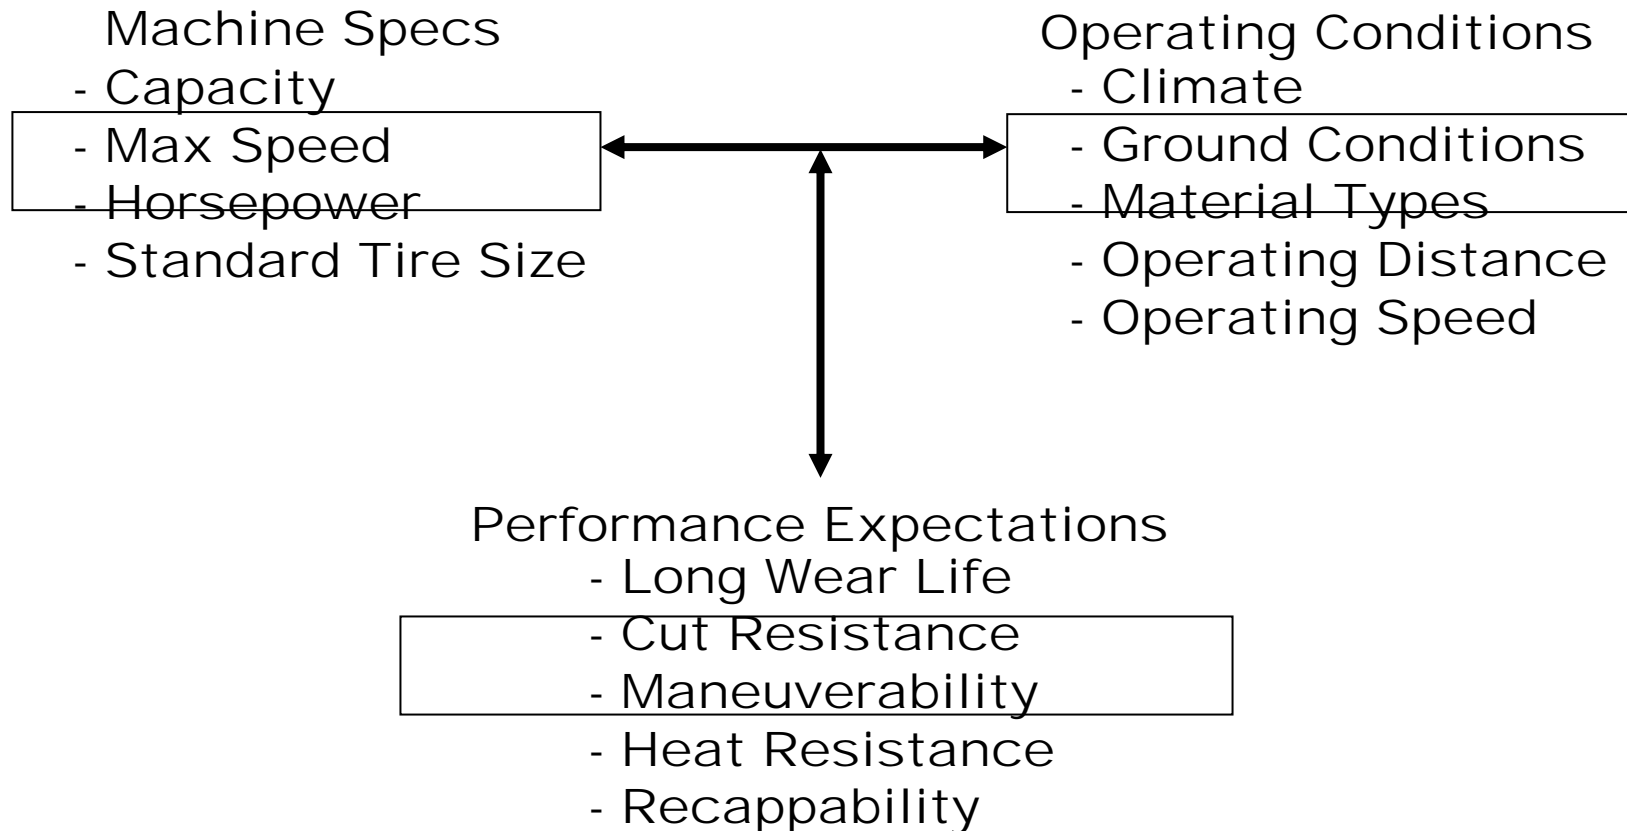 Machine Specs
- Capacity
- Max Speed
- Horsepower
- Standard Tire Size
Operating Conditions
- Climate
- Ground Conditions
- Material Types
- Operating Distance
- Operating Speed
Performance Expectations
- Long Wear Life
- Cut Resistance
- Maneuverability
- Heat Resistance
- Recappability